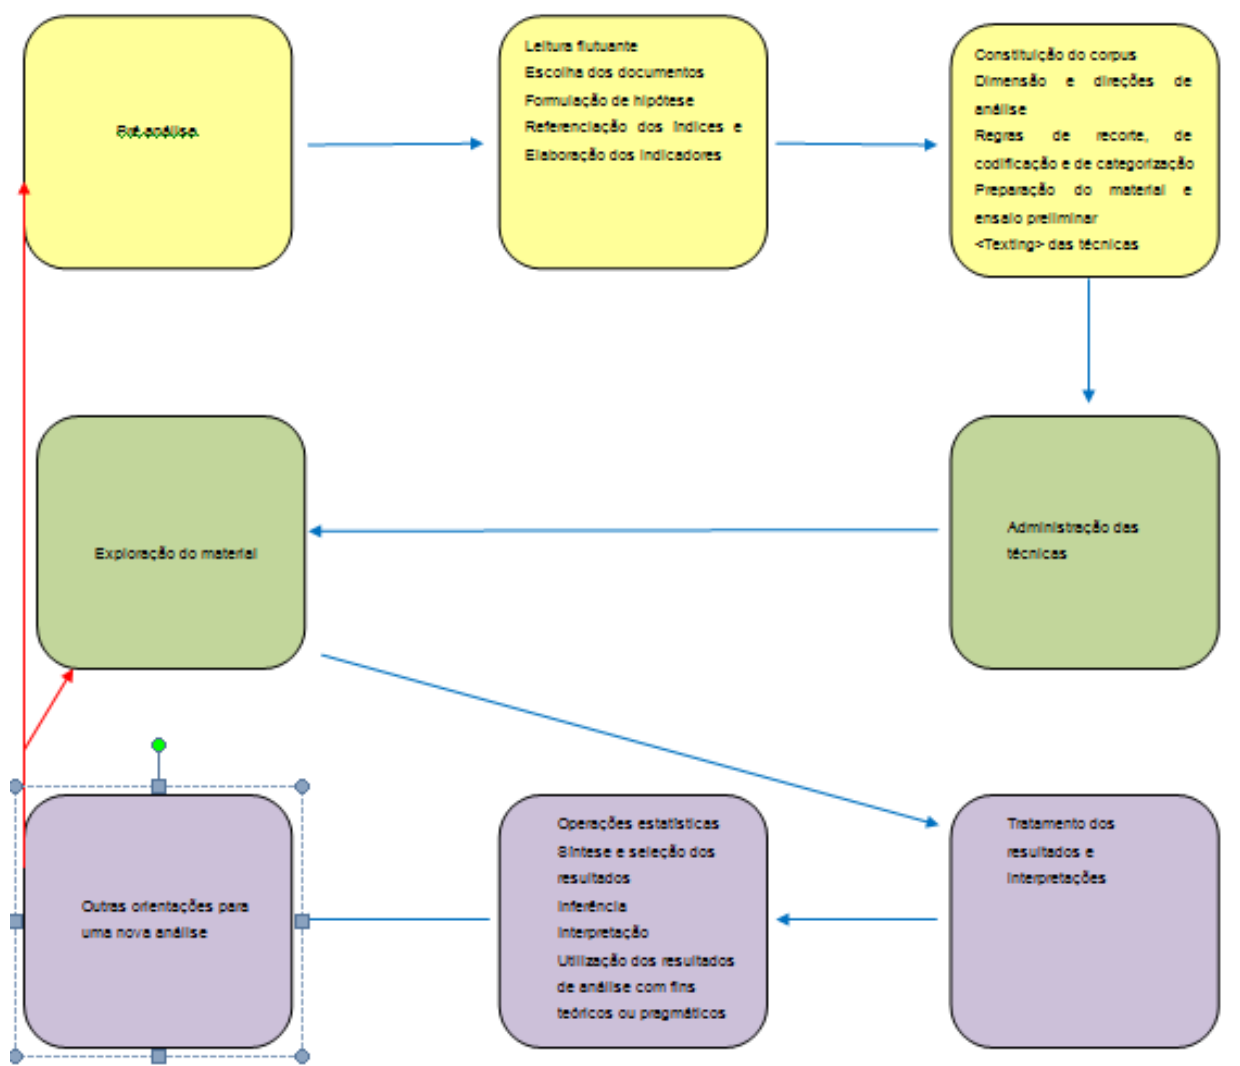 Pré-análise.
Leitura flutuante
Escolha dos documentos
Formulação de hipótese
Referenciação dos índices e
Elaboração dos indicadores
Constituição do corpus
Dimensão e direções de
análise
Regras de recorte, de
codificação e de categorização
Preparação do material e
ensaio preliminar
<Texting> das técnicas
Exploração do material
Administração das
técnicas
Outras orientações para
uma nova análise
Operações estatísticas
Síntese e seleção dos
resultados
Inferência
Interpretação
Utilização dos resultados
de análise com fins
teóricos ou pragmáticos
Tratamento dos
resultados e
interpretações